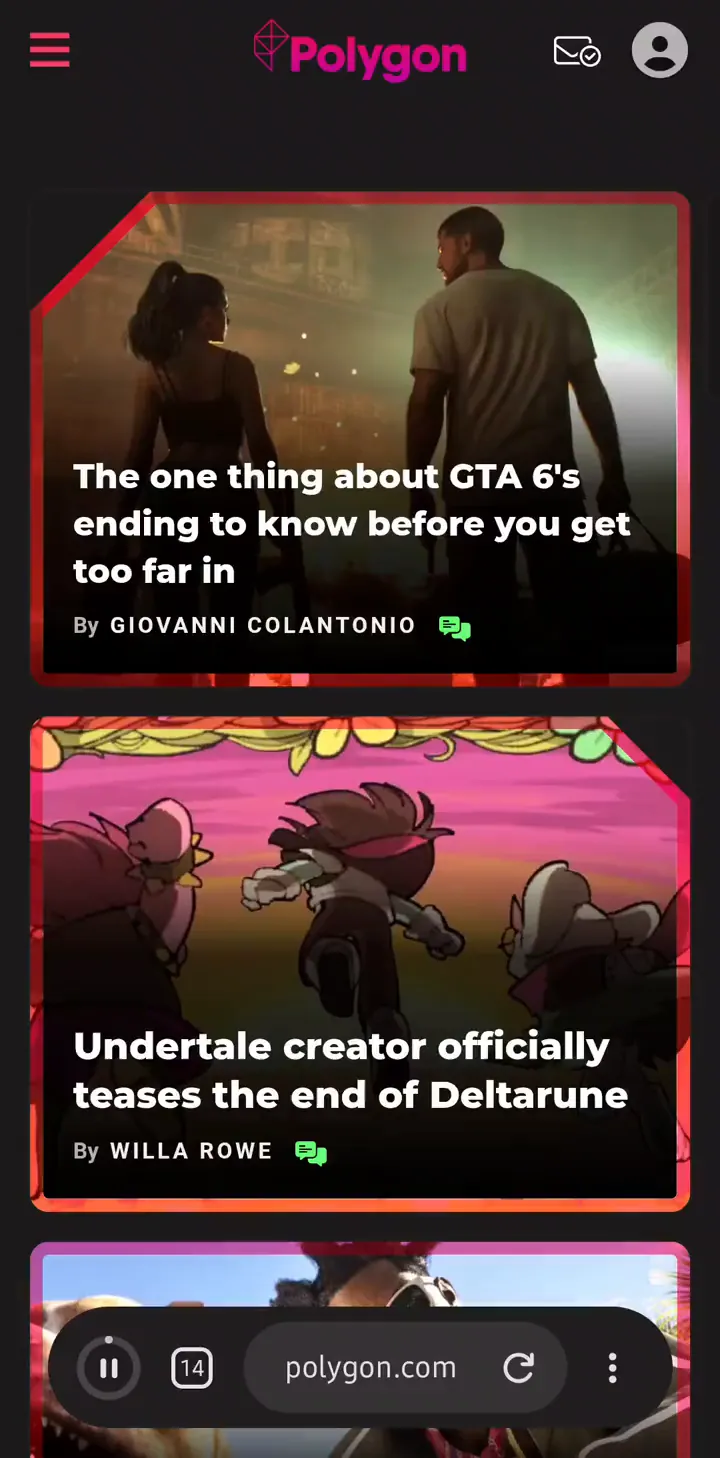 Polygon
The one thing about GTA 6's
ending to know before you get
too far in
By GIOVANNI COLANTONIO
Undertale creator officially
teases the end of Deltarune
By WILLA ROWE
14
polygon.com